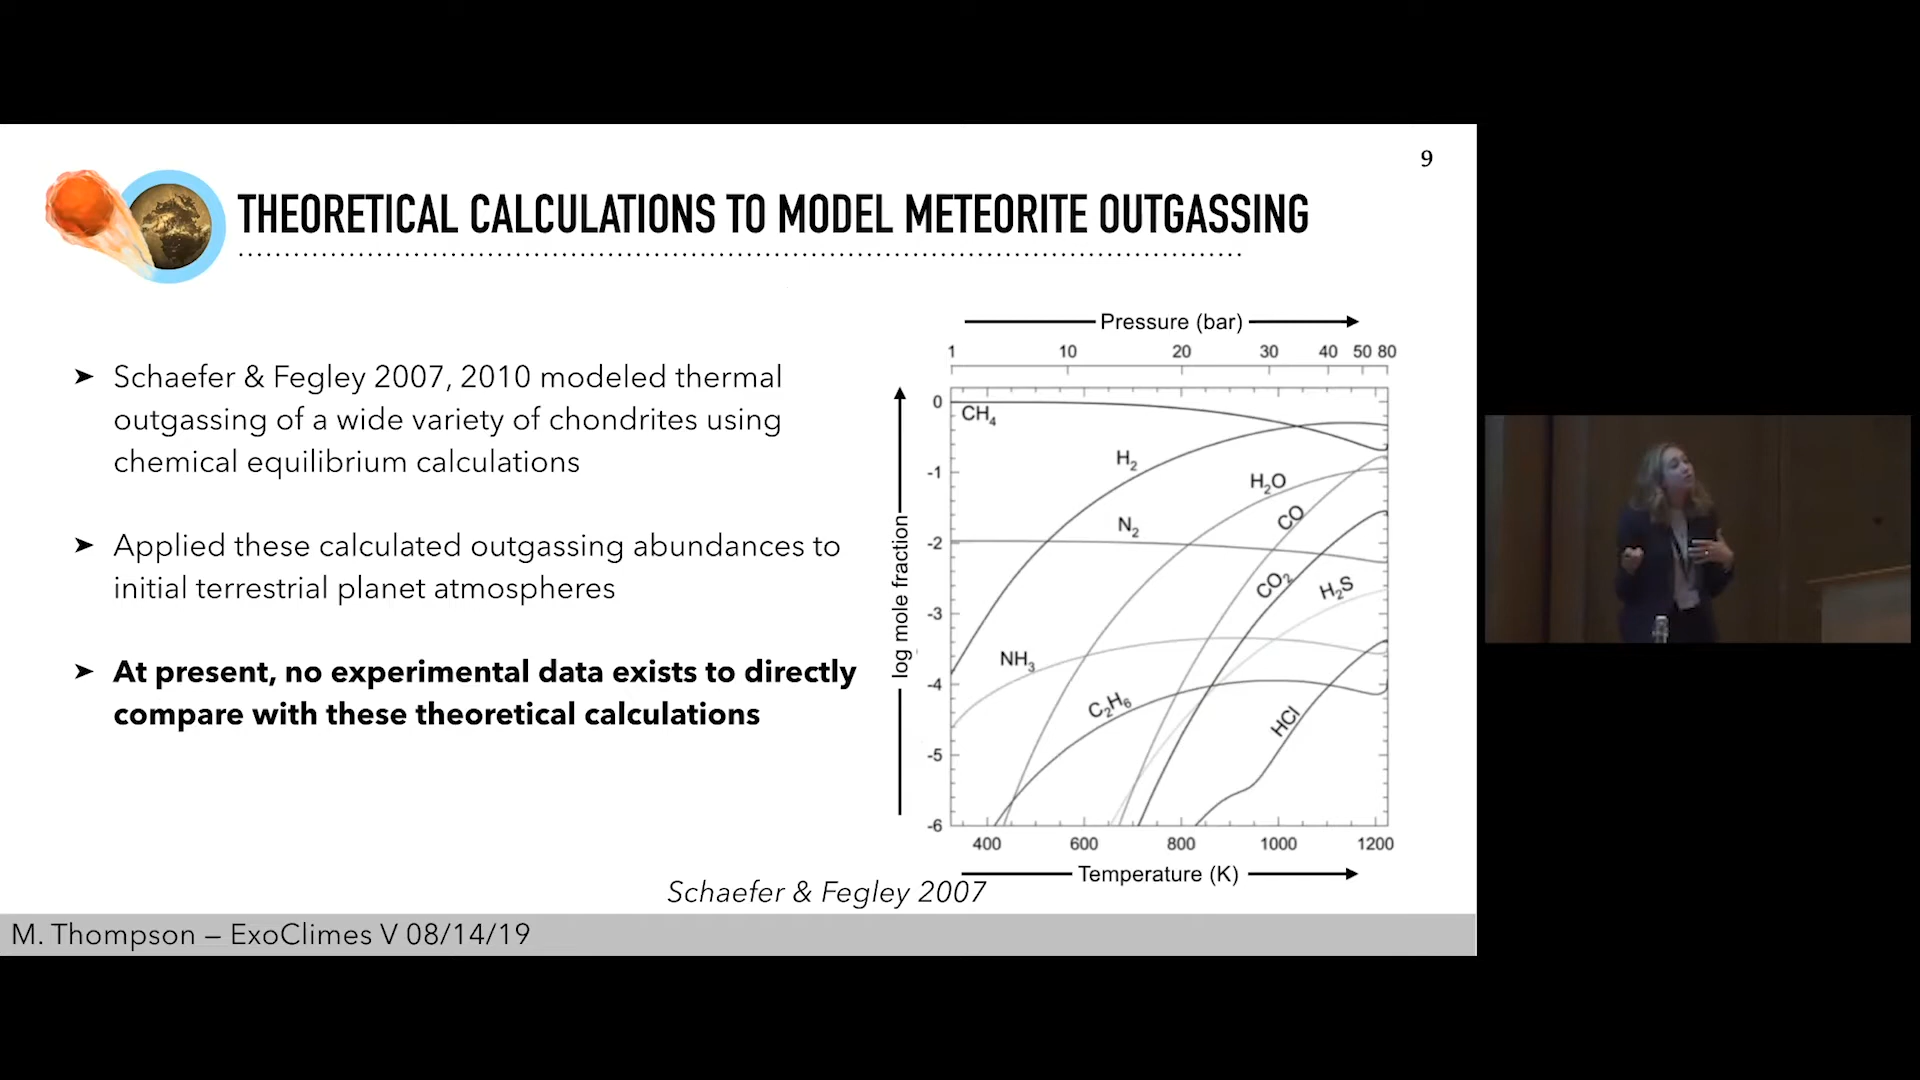 9
THEORETICAL CALCULATIONS TO MODEL METEORITE OUTGASSING
➤ Schaefer & Fegley 2007, 2010 modeled thermal
outgassing of a wide variety of chondrites using
chemical equilibrium calculations
➤ Applied these calculated outgassing abundances to
initial terrestrial planet atmospheres
➤ At present, no experimental data exists to directly
compare with these theoretical calculations
Pressure (bar)
1 10 20 30 40 50 80
log mole fraction
0
-1
-2
-3
-4
-5
-6
CH₄
H₂
H₂O
CO
N₂
CO₂
H₂S
NH₃
C₂H₆
HCl
400 600 800 1000 1200
Temperature (K)
Schaefer & Fegley 2007
M. Thompson – ExoClimes V 08/14/19